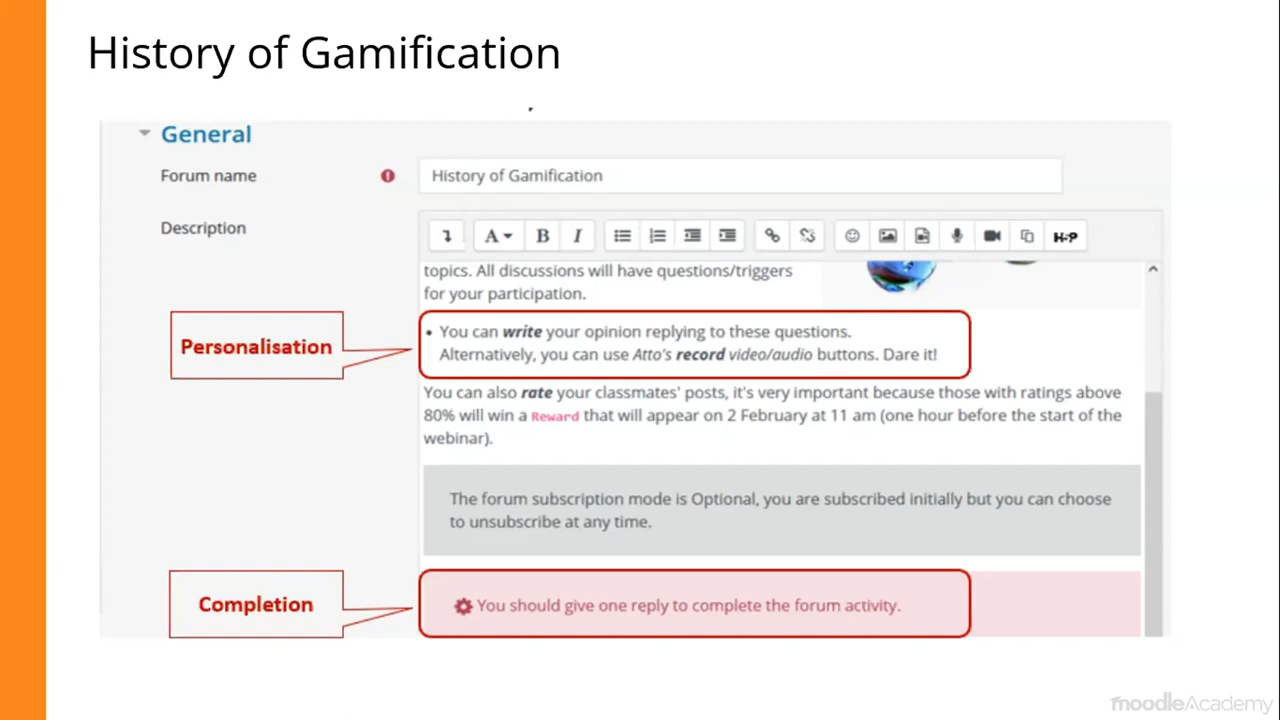 History of Gamification
General
Forum name
History of Gamification
Description
A B I
H-P
topics. All discussions will have questions/triggers
for your participation.
Personalisation
• You can write your opinion replying to these questions.
Alternatively, you can use Atto's record video/audio buttons. Dare it!
You can also rate your classmates' posts, it's very important because those with ratings above
80% will win a Reward that will appear on 2 February at 11 am (one hour before the start of the
webinar).
The forum subscription mode is Optional, you are subscribed initially but you can choose
to unsubscribe at any time.
Completion
You should give one reply to complete the forum activity.
moodleAcademy